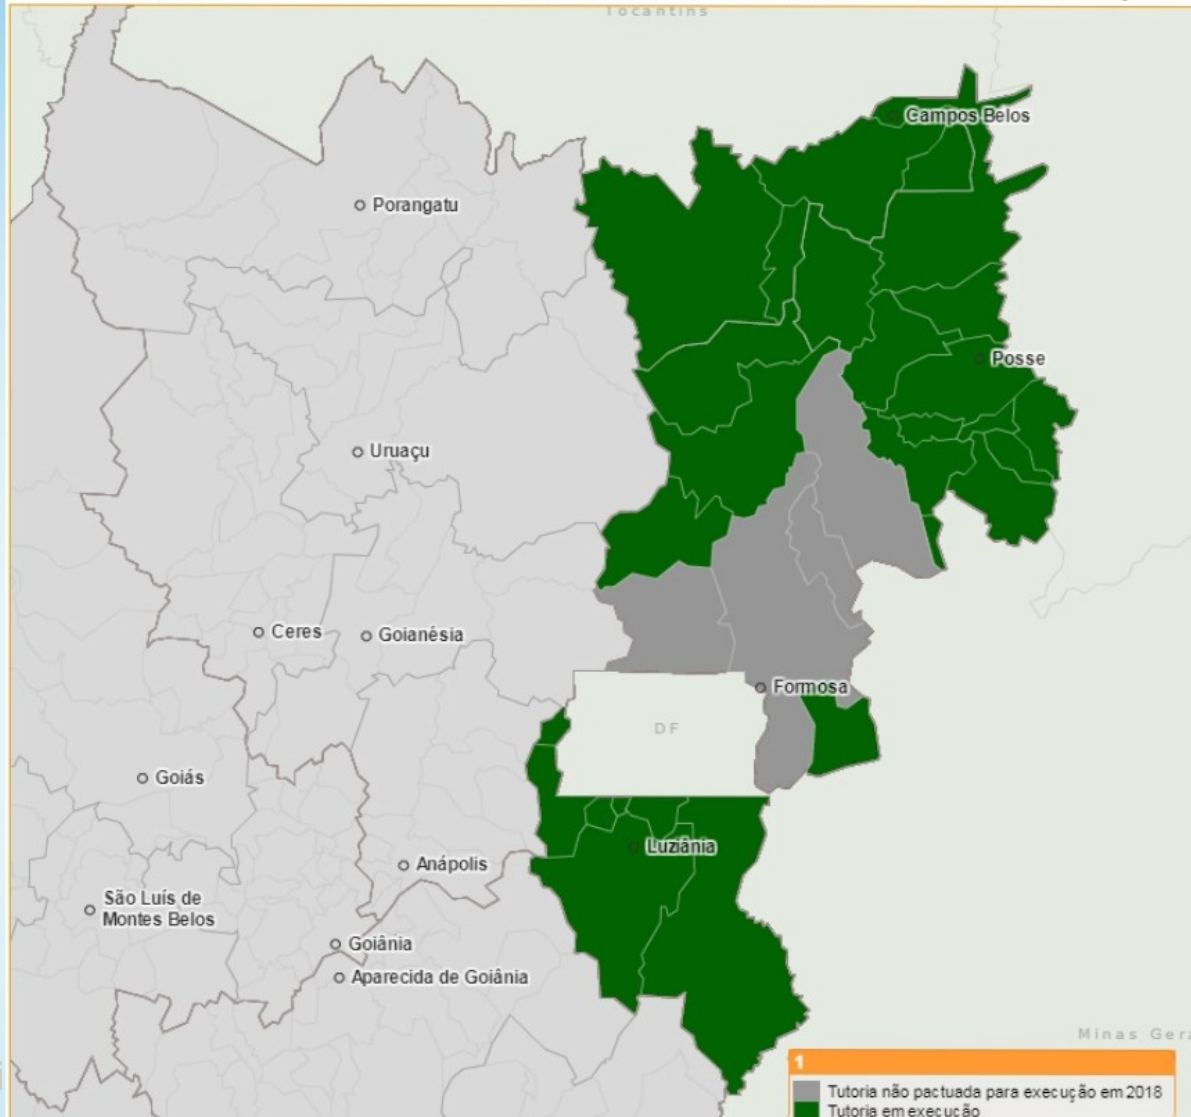 Tocantins
Campos Belos
Porangatu
Posse
Uruaçu
Ceres
Goianésia
Formosa
DF
Goiás
Luziânia
Anápolis
São Luís de
Montes Belos
Goiânia
Aparecida de Goiânia
Minas Gera
1
Tutoria não pactuada para execução em 2018
Tutoria em execução